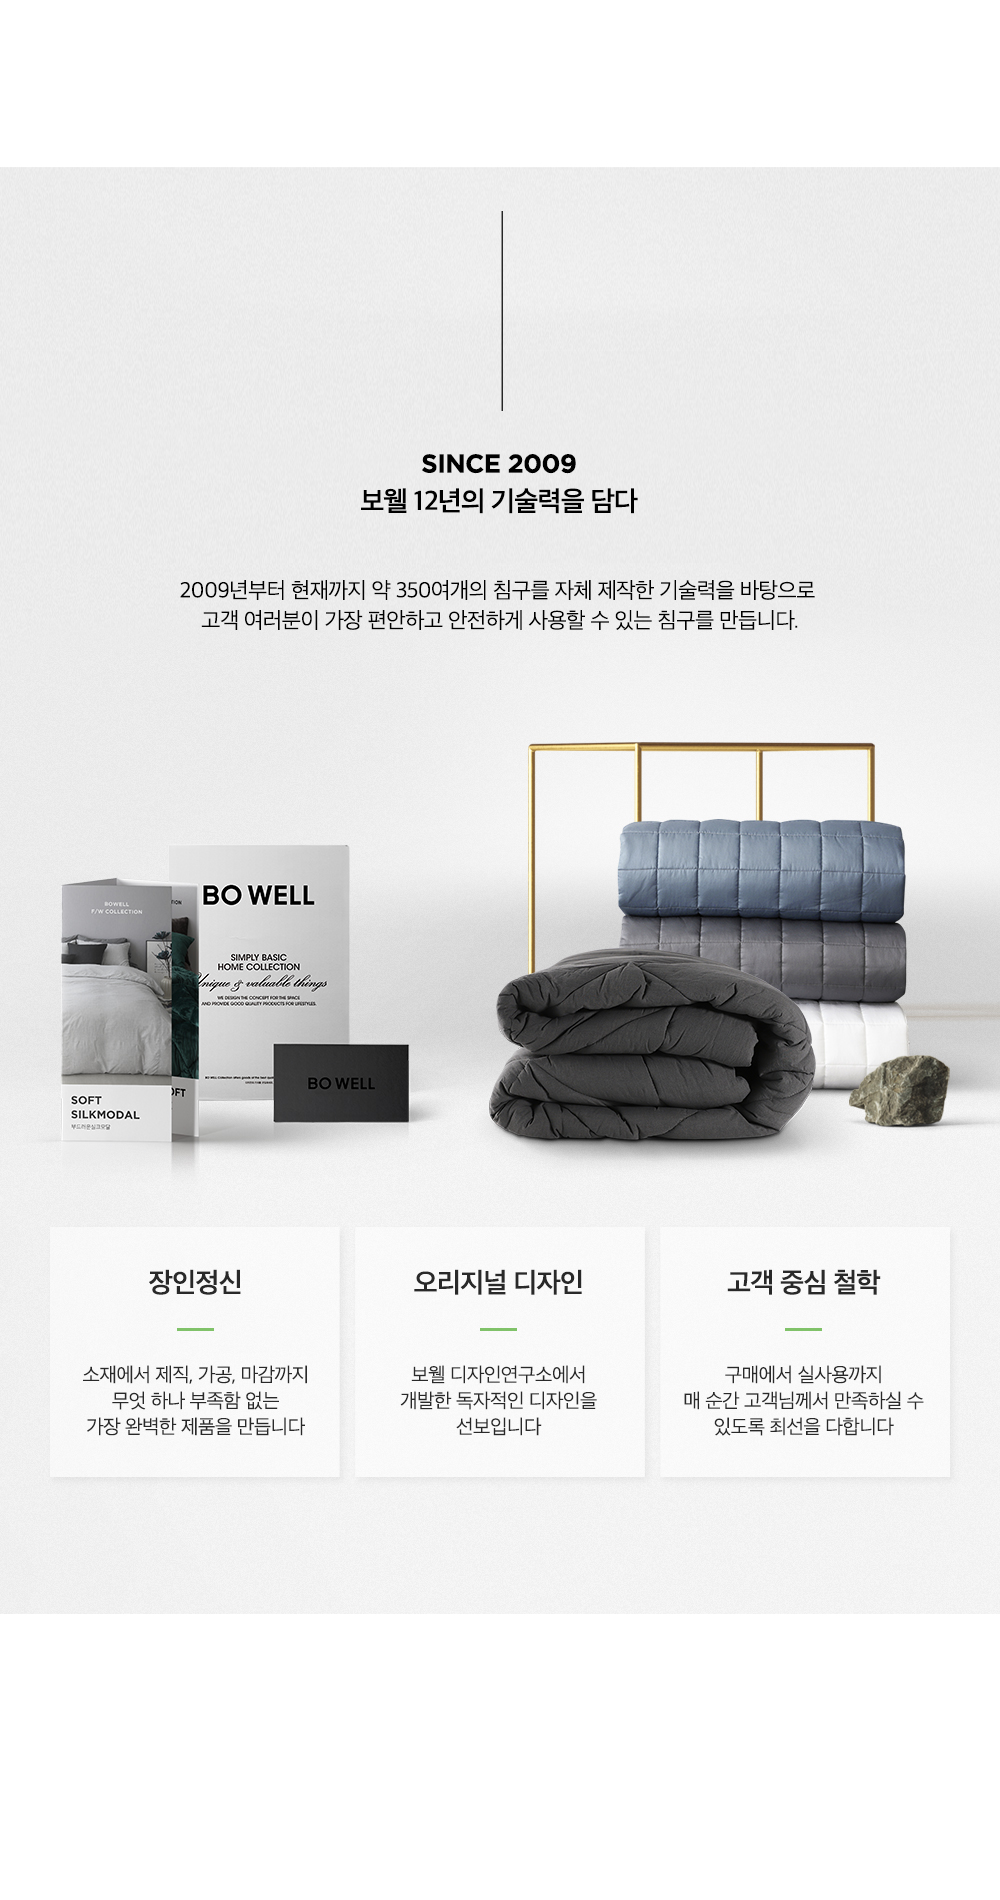 SINCE 2009
보웰 12년의 기술력을 담다
2009년부터 현재까지 약 350여개의 침구를 자체 제작한 기술력을 바탕으로
고객 여러분이 가장 편안하고 안전하게 사용할 수 있는 침구를 만듭니다.
BOWELL
F/W COLLECTION
SOFT
SILKMODAL
부드러운실크모달
BO WELL
SIMPLY BASIC
HOME COLLECTION
Unique & valuable things
WE DESIGN THE CONCEPT FOR THE SPACE
AND PROVIDE GOOD QUALITY PRODUCTS FOR LIFESTYLES.
BO WELL
장인정신
소재에서 제직, 가공, 마감까지
무엇 하나 부족함 없는
가장 완벽한 제품을 만듭니다
오리지널 디자인
보웰 디자인연구소에서
개발한 독자적인 디자인을
선보입니다
고객 중심 철학
구매에서 실사용까지
매 순간 고객님께서 만족하실 수
있도록 최선을 다합니다